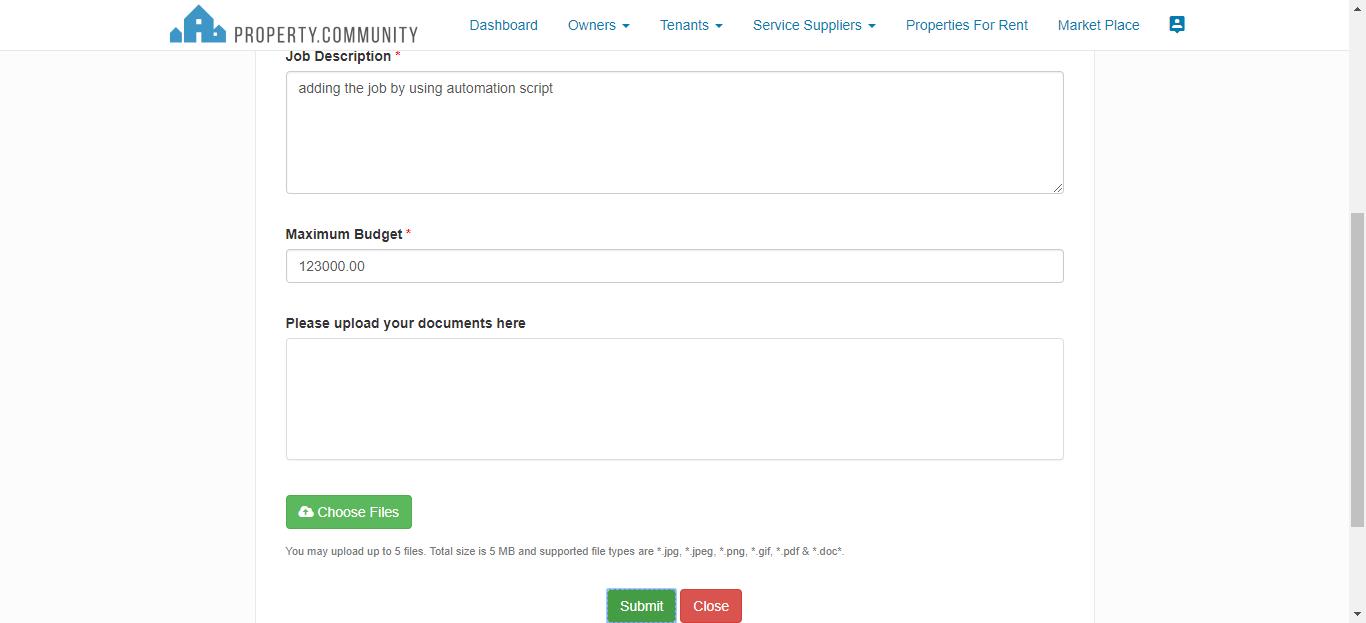 PROPERTY.COMMUNITY Dashboard Owners Tenants Service Suppliers Properties For Rent Market Place
Job Description *
adding the job by using automation script
Maximum Budget *
123000.00
Please upload your documents here
Choose Files
You may upload up to 5 files. Total size is 5 MB and supported file types are *.jpg, *.jpeg, *.png, *.gif, *.pdf & *.doc*.
Submit Close